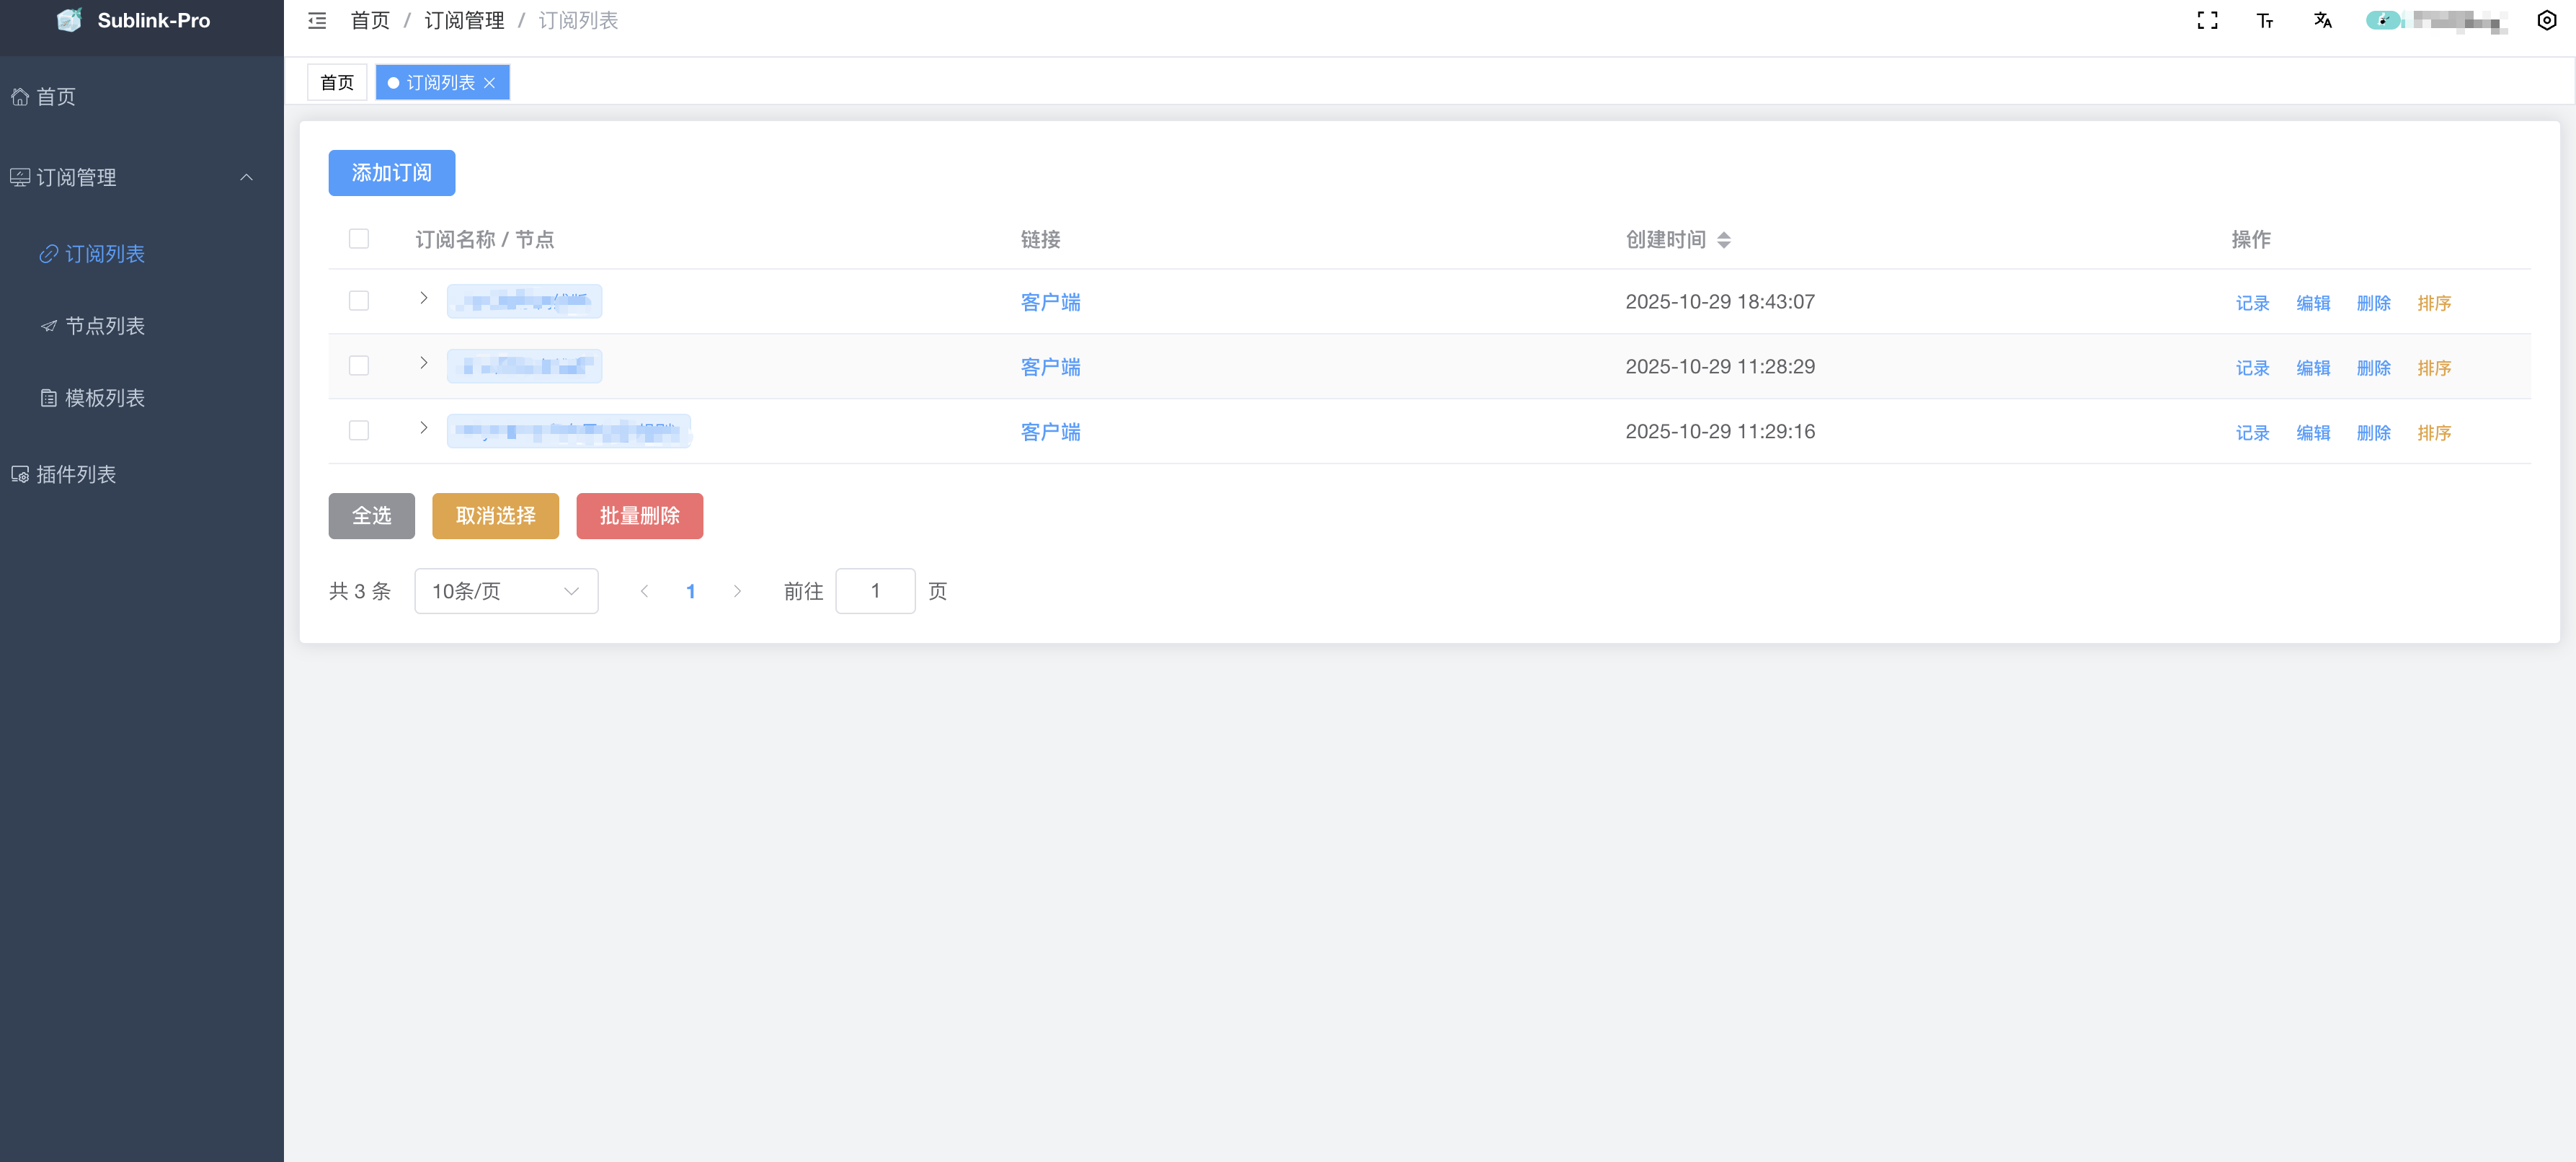 Sublink-Pro
首页 / 订阅管理 / 订阅列表
首页 订阅列表
首页
订阅管理
订阅列表
节点列表
模板列表
插件列表
添加订阅
订阅名称 / 节点 链接 创建时间 操作
客户端 2025-10-29 18:43:07 记录 编辑 删除 排序
客户端 2025-10-29 11:28:29 记录 编辑 删除 排序
客户端 2025-10-29 11:29:16 记录 编辑 删除 排序
全选 取消选择 批量删除
共 3 条 10条/页 1 前往 1 页